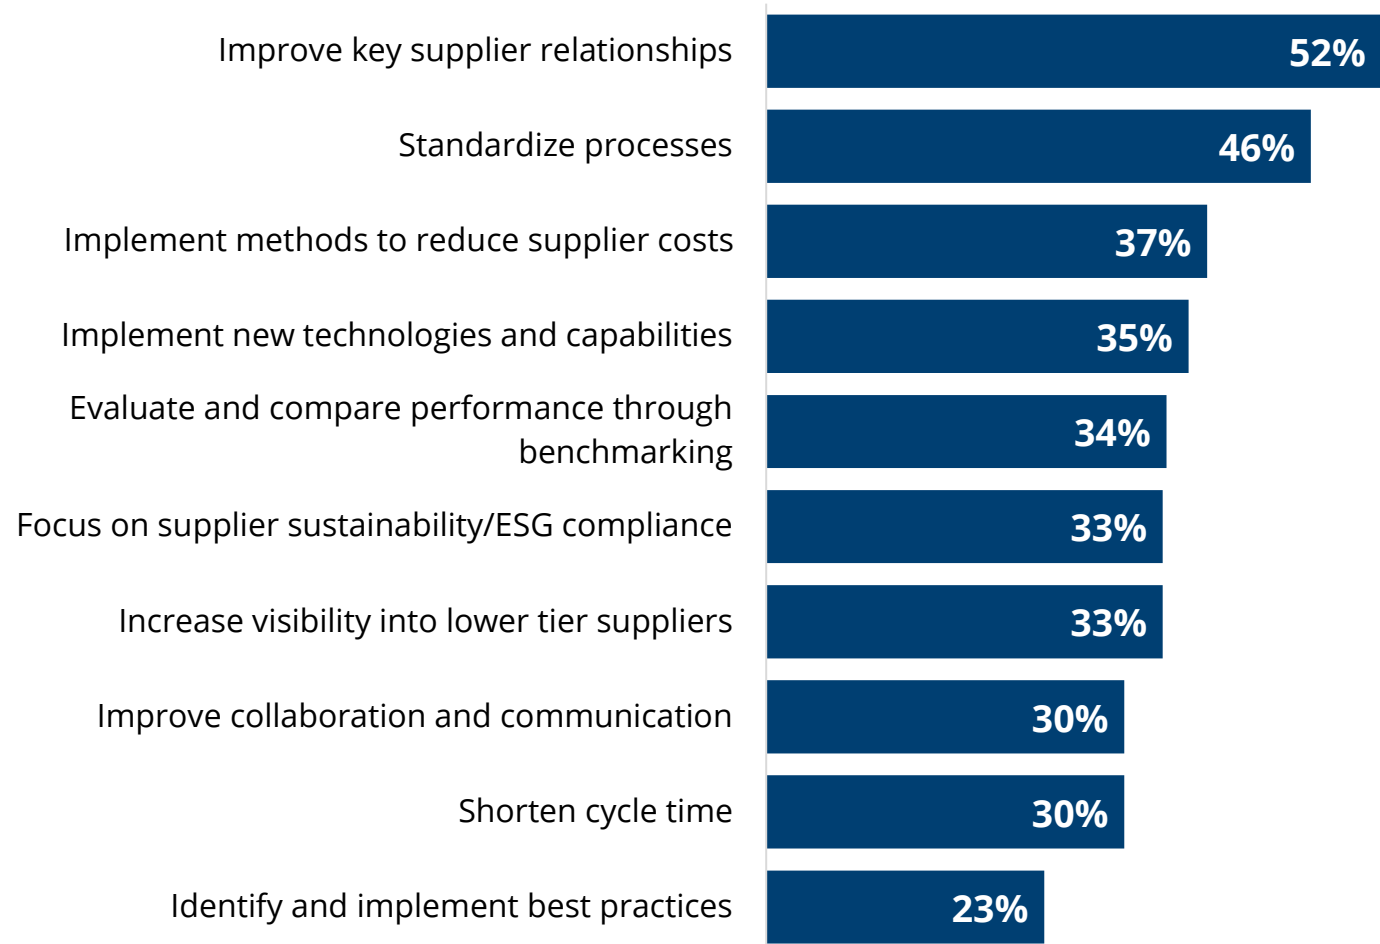 Improve key supplier relationships 52%
Standardize processes 46%
Implement methods to reduce supplier costs 37%
Implement new technologies and capabilities 35%
Evaluate and compare performance through
benchmarking 34%
Focus on supplier sustainability/ESG compliance 33%
Increase visibility into lower tier suppliers 33%
Improve collaboration and communication 30%
Shorten cycle time 30%
Identify and implement best practices 23%